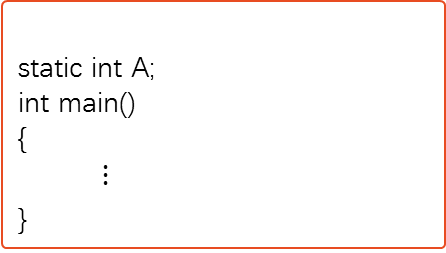 static int A;
int main()
{
⋮
}